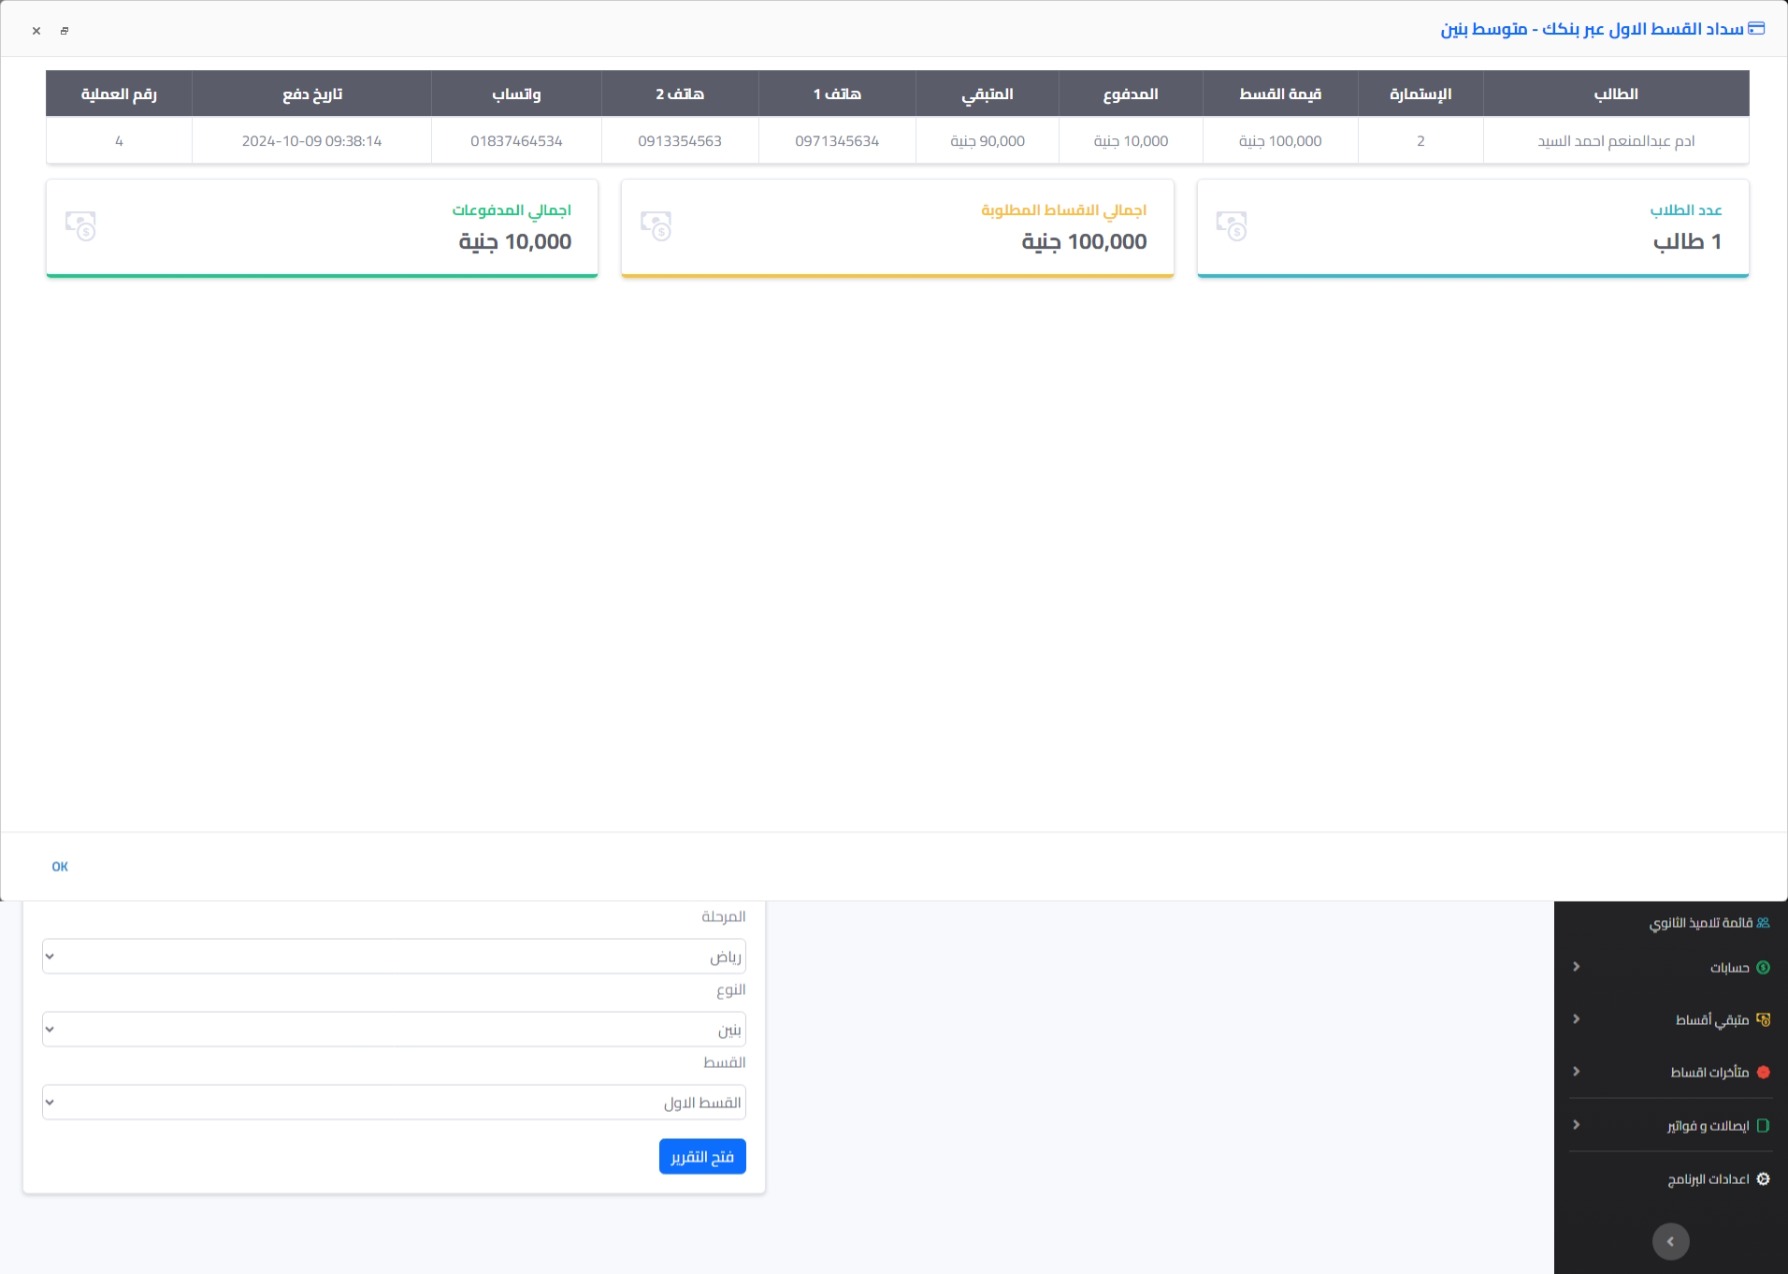 سداد القسط الاول عبر بنكك - متوسط بنين
الطالب الإستمارة قيمة القسط المدفوع المتبقي هاتف 1 هاتف 2 واتساب تاريخ دفع رقم العملية
ادم عبدالمنعم احمد السيد 2 100,000 جنية 10,000 جنية 90,000 جنية 0971345634 0913354563 01837464534 2024-10-09 09:38:14 4
عدد الطلاب
1 طالب
اجمالي الاقساط المطلوبة
100,000 جنية
اجمالي المدفوعات
10,000 جنية
OK
قائمة تلاميذ الثانوي
حسابات
متبقي أقساط
متأخرات اقساط
ايصالات و فواتير
اعدادات البرنامج
المرحلة
رياض
النوع
بنين
القسط
القسط الاول
فتح التقرير